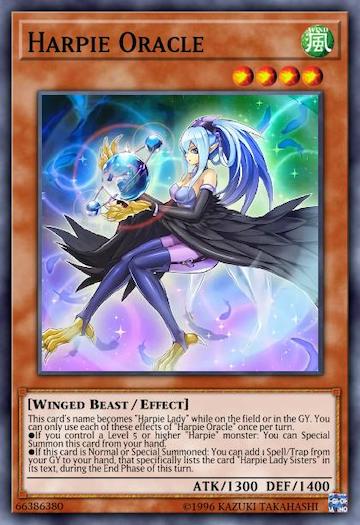 HARPIE ORACLE
WIND
風
[WINGED BEAST / EFFECT]
This card's name becomes "Harpie Lady" while on the field or in the GY. You
can only use each of these effects of "Harpie Oracle" once per turn.
●If you control a Level 5 or higher "Harpie" monster: You can Special
Summon this card from your hand.
●If this card is Normal or Special Summoned: You can add 1 Spell/Trap from
your GY to your hand, that specifically lists the card "Harpie Lady Sisters" in
its text, during the End Phase of this turn.
ATK/1300 DEF/1400
66386380
©1996 KAZUKI TAKAHASHI